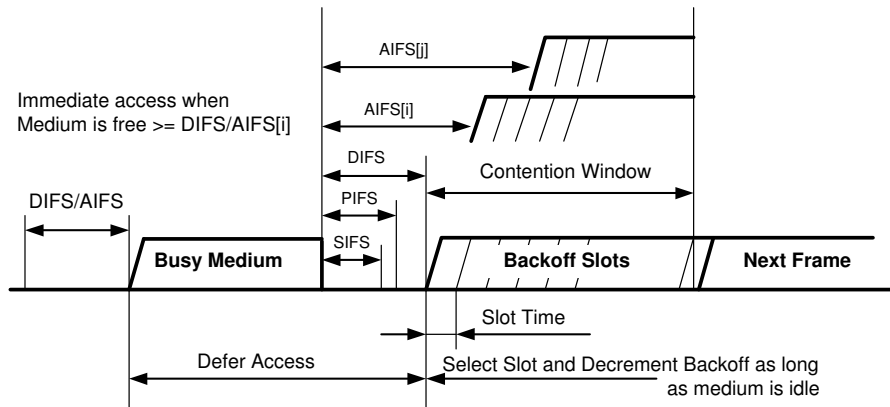 AIFS[j]
Immediate access when
Medium is free >= DIFS/AIFS[i]
AIFS[i]
DIFS
Contention Window
DIFS/AIFS
PIFS
SIFS
Busy Medium
Backoff Slots
Next Frame
Slot Time
Defer Access
Select Slot and Decrement Backoff as long
as medium is idle